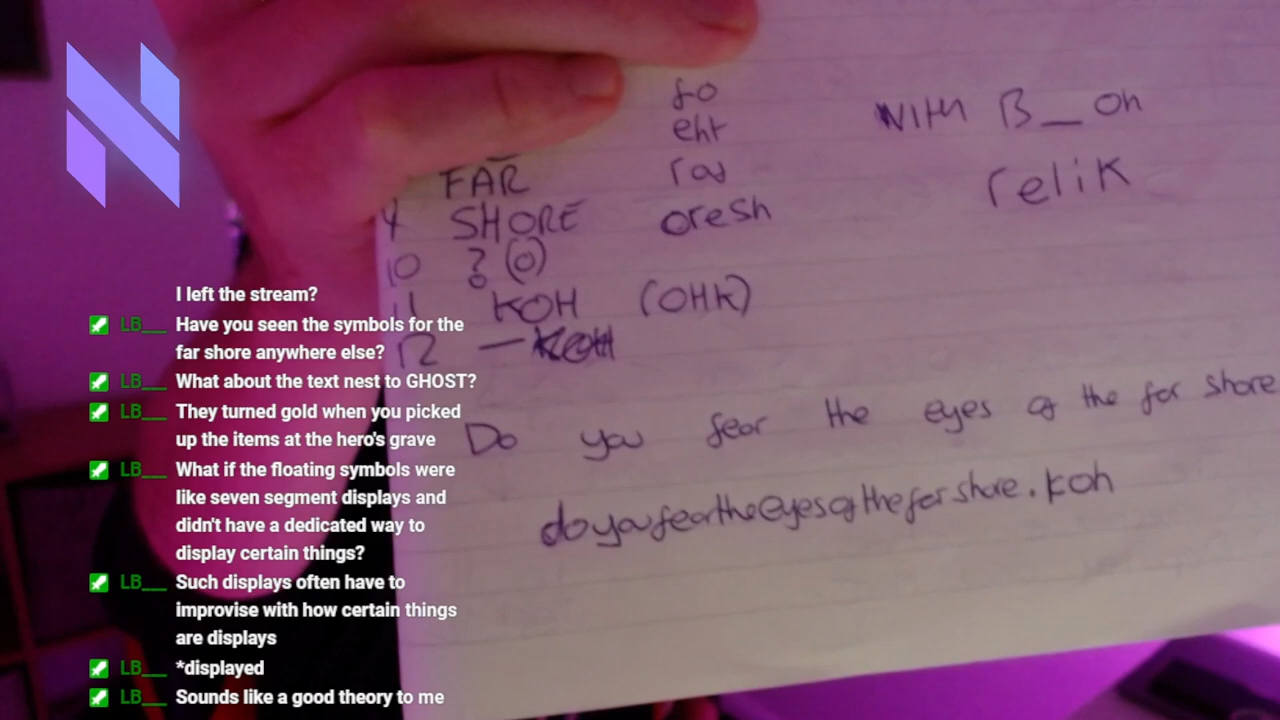 fo
eht
raf
FAR
4 SHORE oresh
10 ? (O)
11 KOH (OHK)
12 —
With B__oh
relik
Do you fear the eyes of the far shore
doyoufeartheeyesofthefarshore.koh
I left the stream?
LB___ Have you seen the symbols for the
far shore anywhere else?
LB___ What about the text nest to GHOST?
LB___ They turned gold when you picked
up the items at the hero's grave
LB___ What if the floating symbols were
like seven segment displays and
didn't have a dedicated way to
display certain things?
LB___ Such displays often have to
improvise with how certain things
are displays
LB___ *displayed
LB___ Sounds like a good theory to me